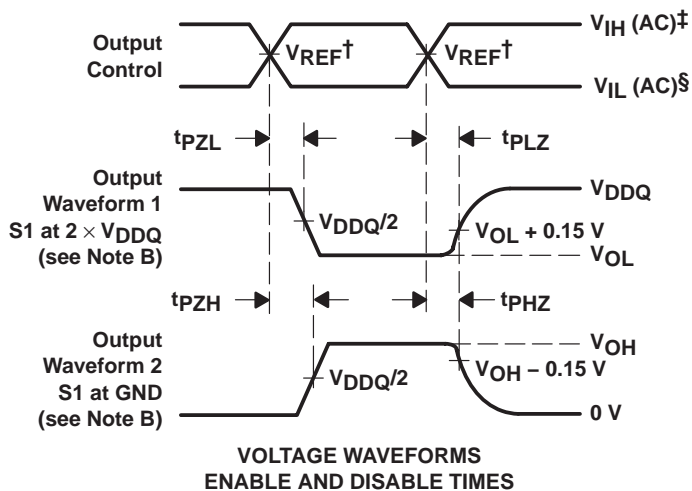 Output
Control
VREF†
VREF†
VIH (AC)‡
VIL (AC)§
tPZL
tPLZ
Output
Waveform 1
S1 at 2 × VDDQ
(see Note B)
VDDQ/2
VDDQ
VOL + 0.15 V
VOL
tPZH
tPHZ
Output
Waveform 2
S1 at GND
(see Note B)
VDDQ/2
VOH
VOH − 0.15 V
0 V
VOLTAGE WAVEFORMS
ENABLE AND DISABLE TIMES